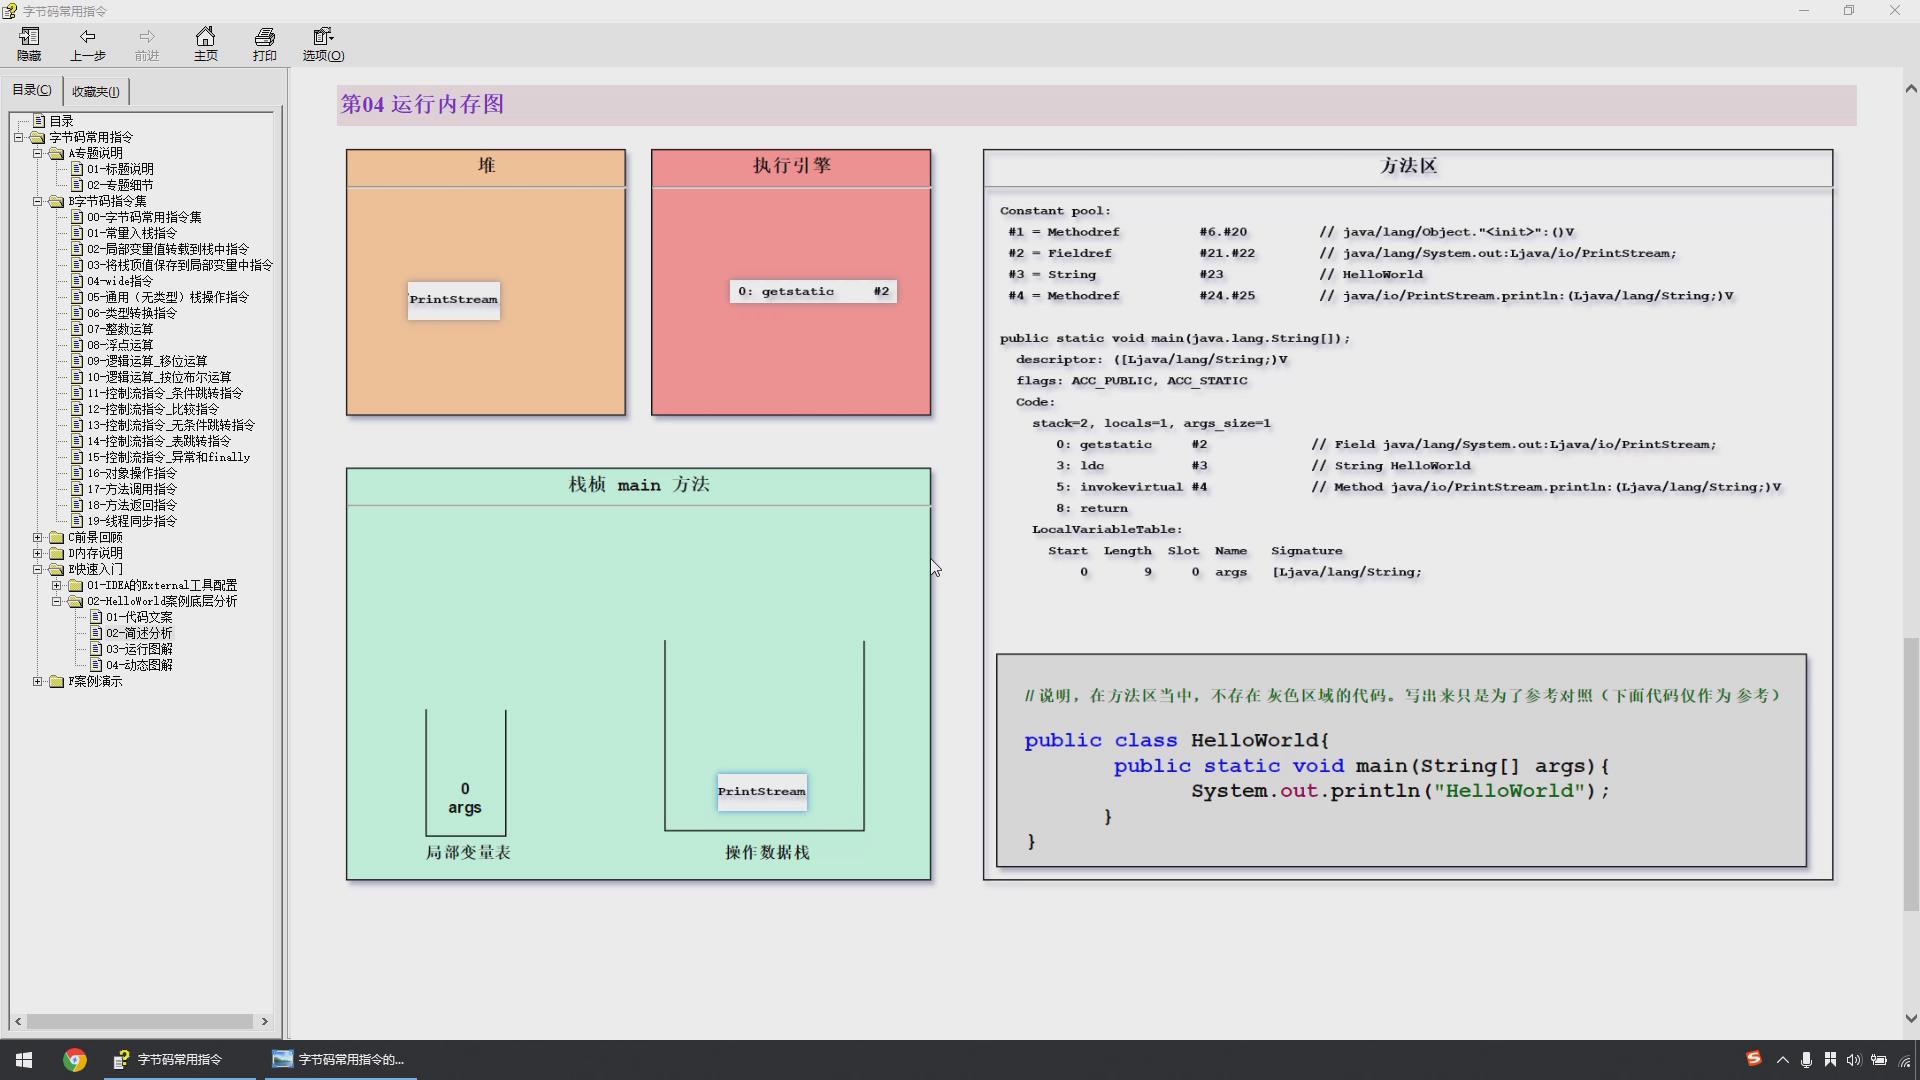 字节码常用指令
隐藏
上一步
前进
主页
打印
选项(O)
目录(C)
收藏夹(I)
目录
字节码常用指令
A专题说明
01-标题说明
02-专题细节
B字节码指令集
00-字节码常用指令集
01-常量入栈指令
02-局部变量值转载到栈中指令
03-将栈顶值保存到局部变量中指令
04-wide指令
05-通用（无类型）栈操作指令
06-类型转换指令
07-整数运算
08-浮点运算
09-逻辑运算_移位运算
10-逻辑运算_按位布尔运算
11-控制流指令_条件跳转指令
12-控制流指令_比较指令
13-控制流指令_无条件跳转指令
14-控制流指令_表跳转指令
15-控制流指令_异常和finally
16-对象操作指令
17-方法调用指令
18-方法返回指令
19-线程同步指令
C前景回顾
D内存说明
E快速入门
01-IDEA的External工具配置
02-HelloWorld案例底层分析
01-代码文案
02-简述分析
03-运行图解
04-动态图解
F案例演示
第04 运行内存图
堆
PrintStream
执行引擎
0: getstatic #2
栈桢 main 方法
0
args
局部变量表
PrintStream
操作数据栈
方法区
Constant pool:
#1 = Methodref #6.#20 // java/lang/Object."<init>":()V
#2 = Fieldref #21.#22 // java/lang/System.out:Ljava/io/PrintStream;
#3 = String #23 // HelloWorld
#4 = Methodref #24.#25 // java/io/PrintStream.println:(Ljava/lang/String;)V
public static void main(java.lang.String[]);
descriptor: ([Ljava/lang/String;)V
flags: ACC_PUBLIC, ACC_STATIC
Code:
stack=2, locals=1, args_size=1
0: getstatic #2 // Field java/lang/System.out:Ljava/io/PrintStream;
3: ldc #3 // String HelloWorld
5: invokevirtual #4 // Method java/io/PrintStream.println:(Ljava/lang/String;)V
8: return
LocalVariableTable:
Start Length Slot Name Signature
0 9 0 args [Ljava/lang/String;
// 说明，在方法区当中，不存在 灰色区域的代码。写出来只是为了参考对照（下面代码仅作为 参考）
public class HelloWorld{
public static void main(String[] args){
System.out.println("HelloWorld");
}
}
字节码常用指令
字节码常用指令的...